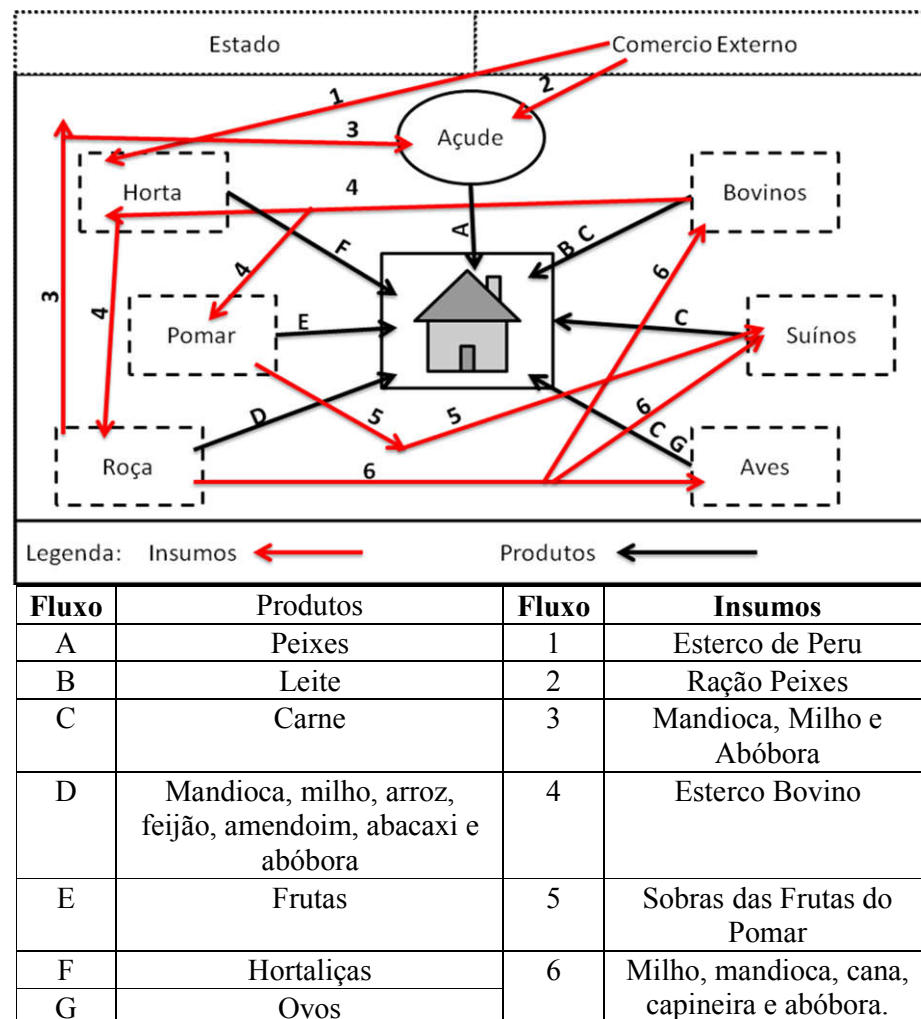 Estado Comercio Externo
1 2
3 Açude
Horta 4 Bovinos
A B C
F 4 6
3 4
Pomar E C Suínos
D 5 5 6
C G
Roça 6 Aves
Legenda: Insumos Produtos
Fluxo Produtos Fluxo Insumos
A Peixes 1 Esterco de Peru
B Leite 2 Ração Peixes
C Carne 3 Mandioca, Milho e
Abóbora
D Mandioca, milho, arroz, 4 Esterco Bovino
feijão, amendoim, abacaxi e
abóbora
E Frutas 5 Sobras das Frutas do
Pomar
F Hortaliças 6 Milho, mandioca, cana,
G Ovos capineira e abóbora.